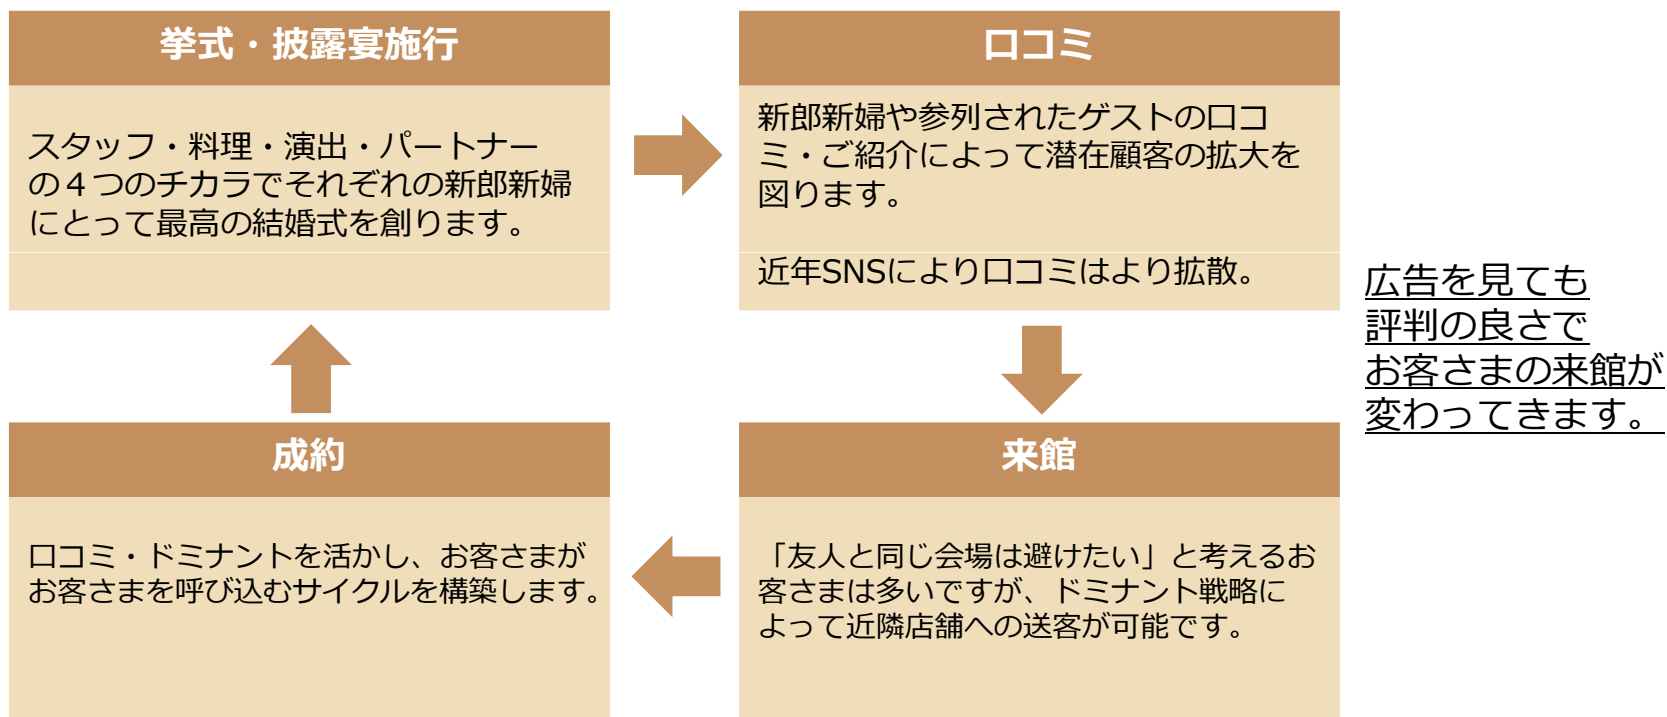 挙式・披露宴施行
スタッフ・料理・演出・パートナー
の４つのチカラでそれぞれの新郎新婦
にとって最高の結婚式を創ります。
口コミ
新郎新婦や参列されたゲストの口コ
ミ・ご紹介によって潜在顧客の拡大を
図ります。
近年SNSにより口コミはより拡散。
広告を見ても
評判の良さで
お客さまの来館が
変わってきます。
成約
口コミ・ドミナントを活かし、お客さまが
お客さまを呼び込むサイクルを構築します。
来館
「友人と同じ会場は避けたい」と考えるお
客さまは多いですが、ドミナント戦略に
よって近隣店舗への送客が可能です。